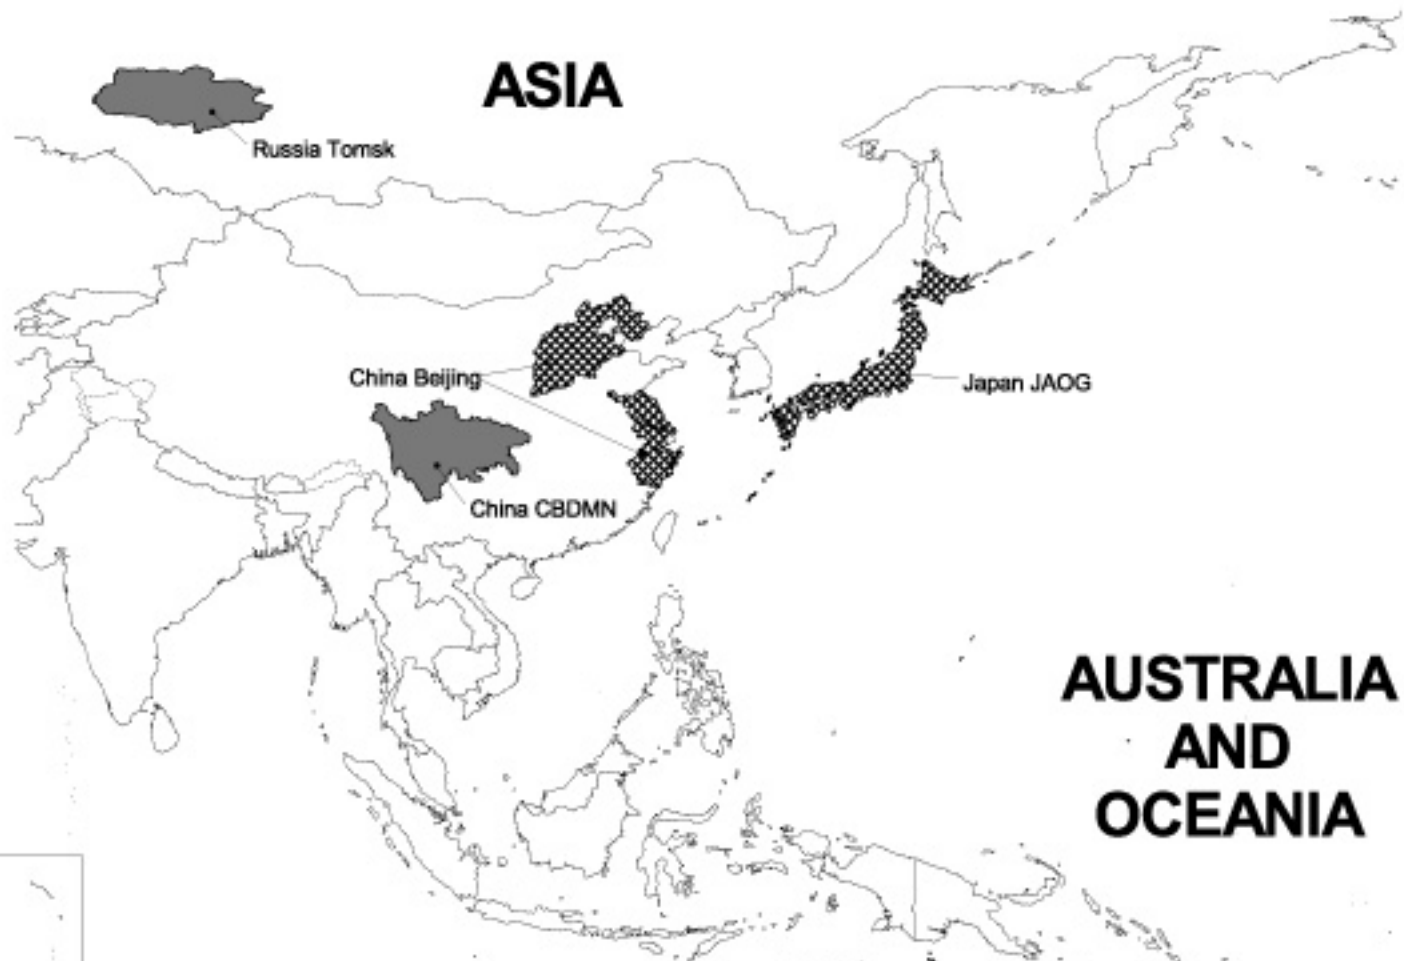 ASIA
Russia Tomsk
China Beijing
Japan JAOG
China CBDMN
AUSTRALIA
AND
OCEANIA